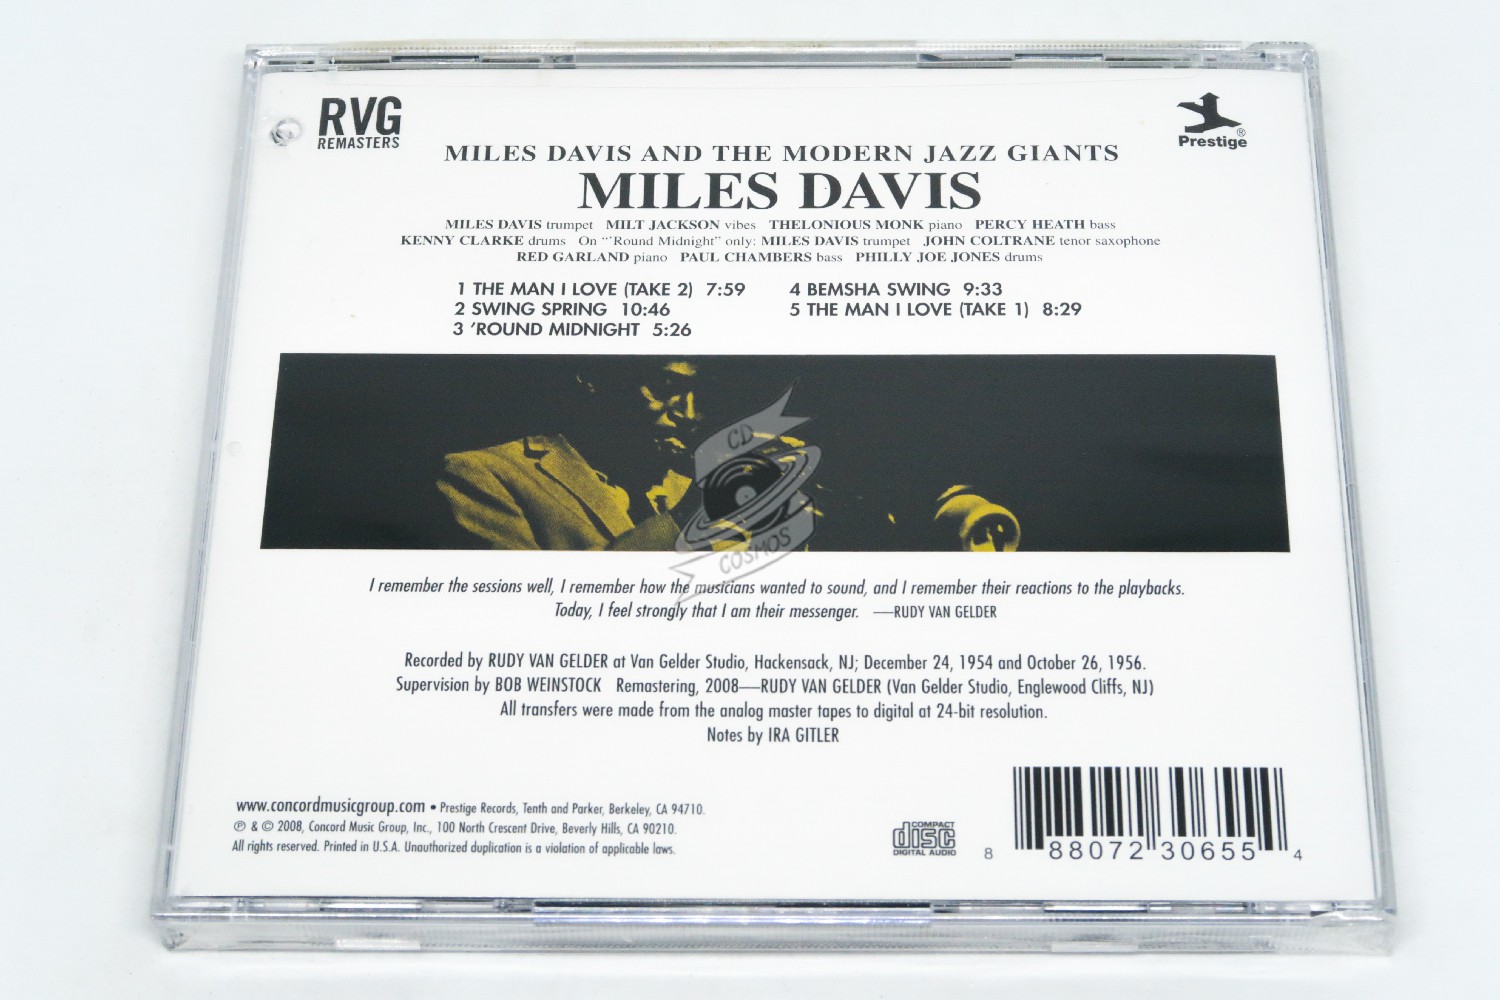 RVG
REMASTERS
Prestige®
MILES DAVIS AND THE MODERN JAZZ GIANTS
MILES DAVIS
MILES DAVIS trumpet MILT JACKSON vibes THELONIOUS MONK piano PERCY HEATH bass
KENNY CLARKE drums On "'Round Midnight" only: MILES DAVIS trumpet JOHN COLTRANE tenor saxophone
RED GARLAND piano PAUL CHAMBERS bass PHILLY JOE JONES drums
1 THE MAN I LOVE (TAKE 2) 7:59
2 SWING SPRING 10:46
3 'ROUND MIDNIGHT 5:26
4 BEMSHA SWING 9:33
5 THE MAN I LOVE (TAKE 1) 8:29
CD
COSMOS
I remember the sessions well, I remember how the musicians wanted to sound, and I remember their reactions to the playbacks.
Today, I feel strongly that I am their messenger. —RUDY VAN GELDER
Recorded by RUDY VAN GELDER at Van Gelder Studio, Hackensack, NJ; December 24, 1954 and October 26, 1956.
Supervision by BOB WEINSTOCK Remastering, 2008—RUDY VAN GELDER (Van Gelder Studio, Englewood Cliffs, NJ)
All transfers were made from the analog master tapes to digital at 24-bit resolution.
Notes by IRA GITLER
www.concordmusicgroup.com • Prestige Records, Tenth and Parker, Berkeley, CA 94710.
℗ & © 2008, Concord Music Group, Inc., 100 North Crescent Drive, Beverly Hills, CA 90210.
All rights reserved. Printed in U.S.A. Unauthorized duplication is a violation of applicable laws.
COMPACT
disc
DIGITAL AUDIO
8 88072 30655 4